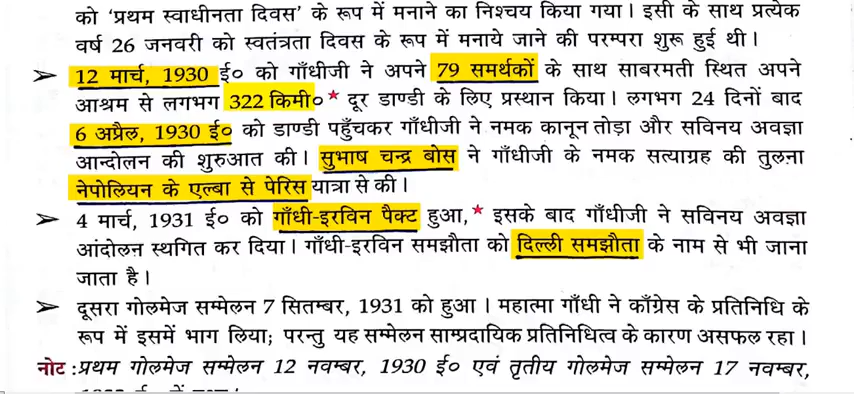 को ‘प्रथम स्वाधीनता दिवस’ के रूप में मनाने का निश्चय किया गया। इसी के साथ प्रत्येक
वर्ष 26 जनवरी को स्वतंत्रता दिवस के रूप में मनाये जाने की परम्परा शुरू हुई थी।
➢ 12 मार्च, 1930 ई० को गाँधीजी ने अपने 79 समर्थकों के साथ साबरमती स्थित अपने
आश्रम से लगभग 322 किमी०* दूर डाण्डी के लिए प्रस्थान किया। लगभग 24 दिनों बाद
6 अप्रैल, 1930 ई० को डाण्डी पहुँचकर गाँधीजी ने नमक कानून तोड़ा और सविनय अवज्ञा
आन्दोलन की शुरुआत की। सुभाष चन्द्र बोस ने गाँधीजी के नमक सत्याग्रह की तुलना
नेपोलियन के एल्बा से पेरिस यात्रा से की।
➢ 4 मार्च, 1931 ई० को गाँधी-इरविन पैक्ट हुआ,* इसके बाद गाँधीजी ने सविनय अवज्ञा
आंदोलन स्थगित कर दिया। गाँधी-इरविन समझौता को दिल्ली समझौता के नाम से भी जाना
जाता है।
➢ दूसरा गोलमेज सम्मेलन 7 सितम्बर, 1931 को हुआ। महात्मा गाँधी ने काँग्रेस के प्रतिनिधि के
रूप में इसमें भाग लिया; परन्तु यह सम्मेलन साम्प्रदायिक प्रतिनिधित्व के कारण असफल रहा।
नोट : प्रथम गोलमेज सम्मेलन 12 नवम्बर, 1930 ई० एवं तृतीय गोलमेज सम्मेलन 17 नवम्बर,